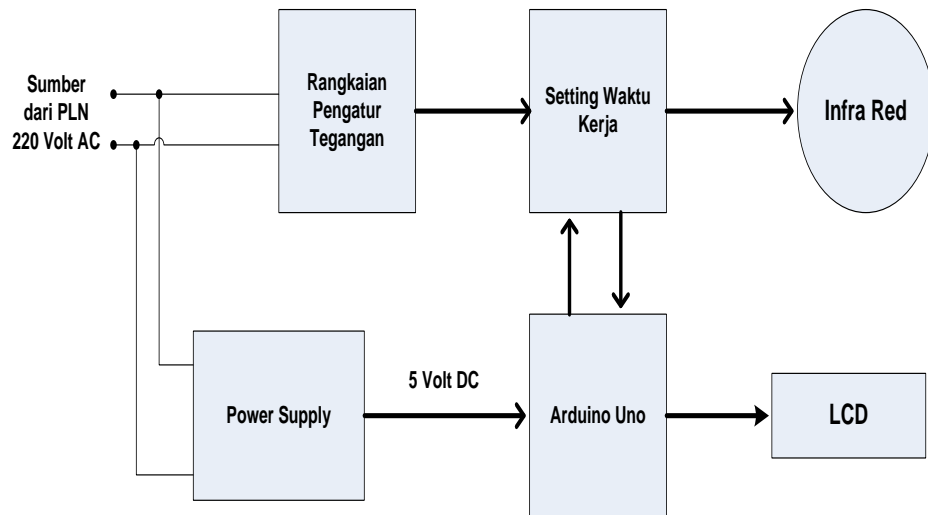 Sumber
dari PLN
220 Volt AC
Rangkaian
Pengatur
Tegangan
Setting Waktu
Kerja
Infra Red
Power Supply
5 Volt DC
Arduino Uno
LCD